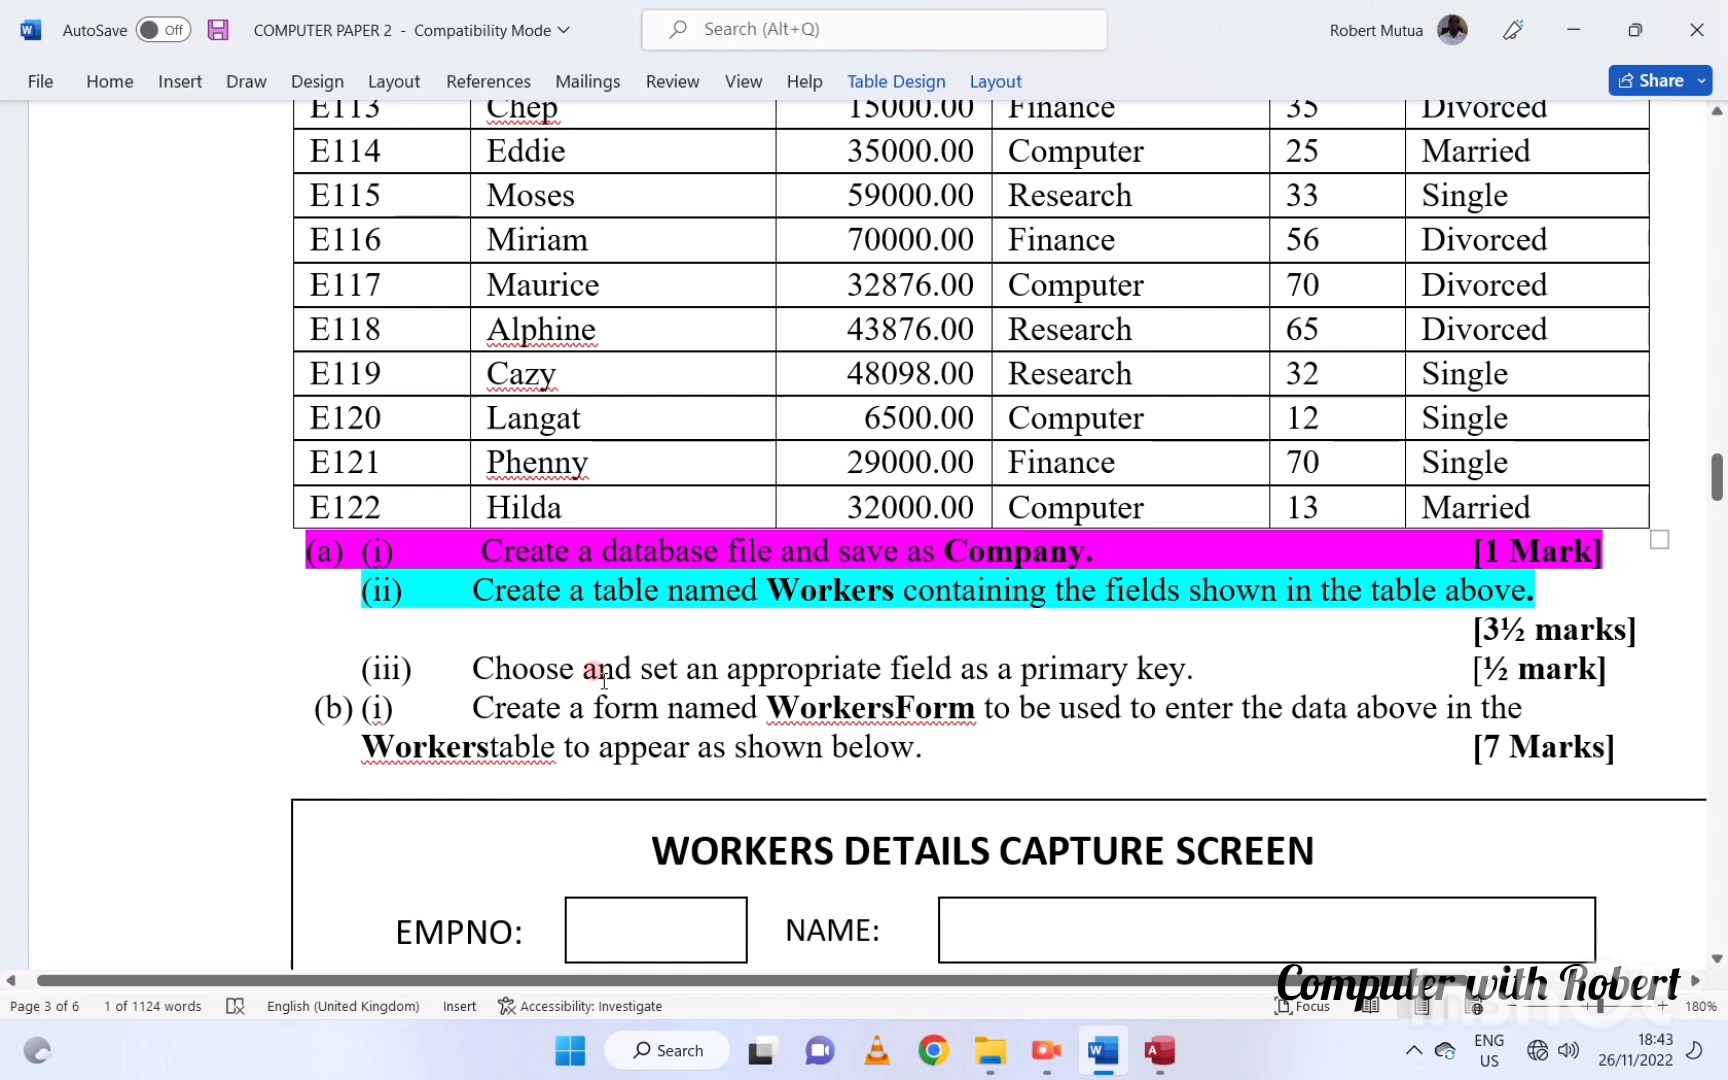 AutoSave Off COMPUTER PAPER 2 - Compatibility Mode Search (Alt+Q) Robert Mutua
File Home Insert Draw Design Layout References Mailings Review View Help Table Design Layout Share
E113 Chep 15000.00 Finance 35 Divorced
E114 Eddie 35000.00 Computer 25 Married
E115 Moses 59000.00 Research 33 Single
E116 Miriam 70000.00 Finance 56 Divorced
E117 Maurice 32876.00 Computer 70 Divorced
E118 Alphine 43876.00 Research 65 Divorced
E119 Cazy 48098.00 Research 32 Single
E120 Langat 6500.00 Computer 12 Single
E121 Phenny 29000.00 Finance 70 Single
E122 Hilda 32000.00 Computer 13 Married
(a) (i) Create a database file and save as Company. [1 Mark]
(ii) Create a table named Workers containing the fields shown in the table above.
[3½ marks]
(iii) Choose and set an appropriate field as a primary key. [½ mark]
(b) (i) Create a form named WorkersForm to be used to enter the data above in the
Workerstable to appear as shown below. [7 Marks]
WORKERS DETAILS CAPTURE SCREEN
EMPNO: NAME:
Computer with Robert
Page 3 of 6 1 of 1124 words English (United Kingdom) Insert Accessibility: Investigate Focus 180%
Search ENG US 18:43 26/11/2022